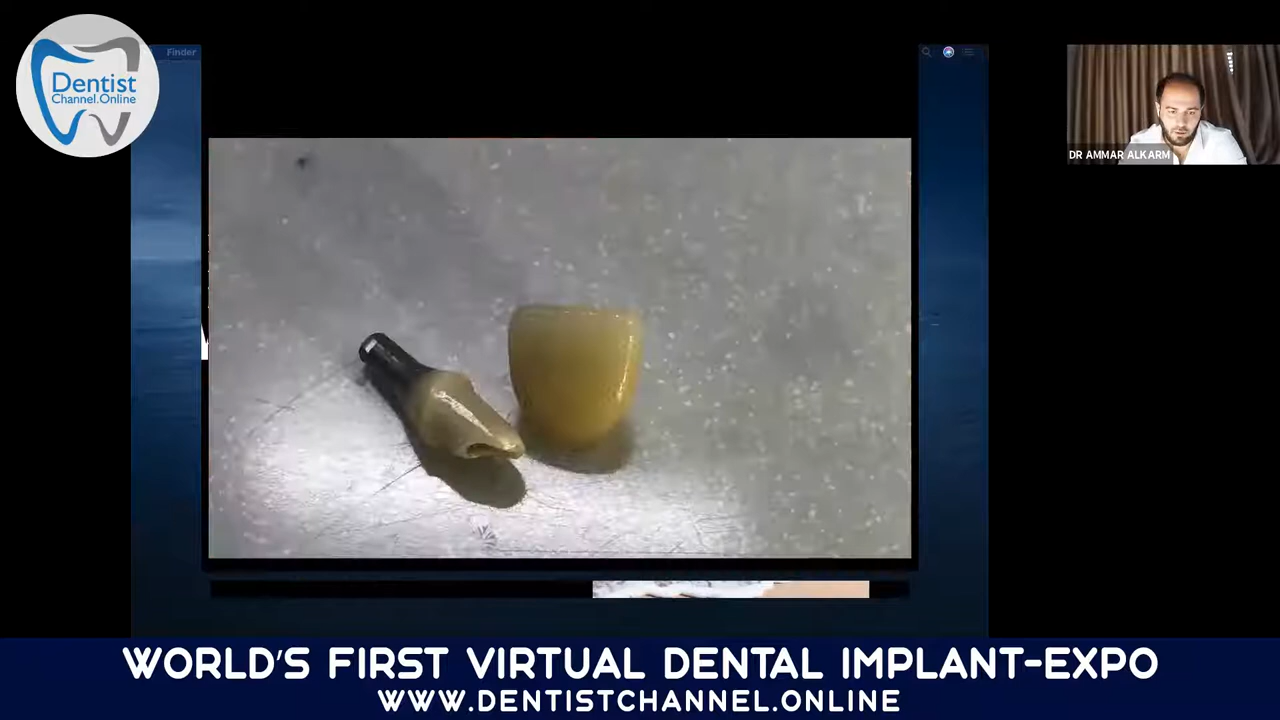 Dentist
Channel.Online
Finder
DR AMMAR ALKARM
WORLD'S FIRST VIRTUAL DENTAL IMPLANT-EXPO
WWW.DENTISTCHANNEL.ONLINE